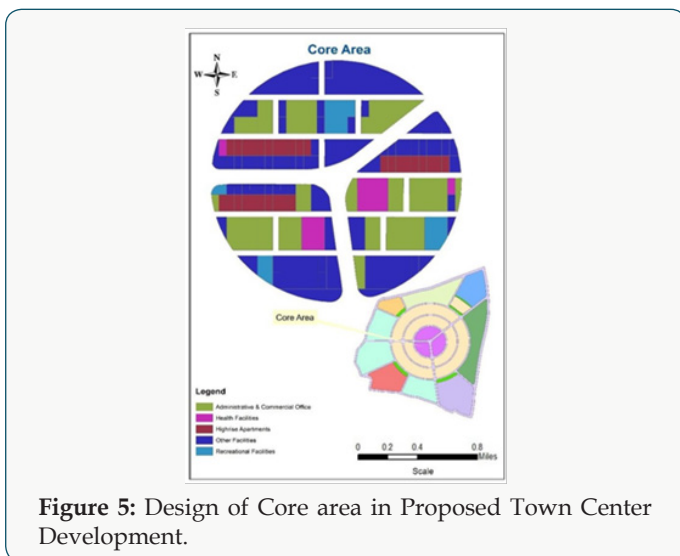 Core Area
N
W E
S
Core Area
Legend
Administrative & Commercial Office
Health Facilities
Highrise Apartments
Other Facilities
Recreational Facilities
0 0.2 0.4 0.8
Miles
Scale
Figure 5: Design of Core area in Proposed Town Center
Development.